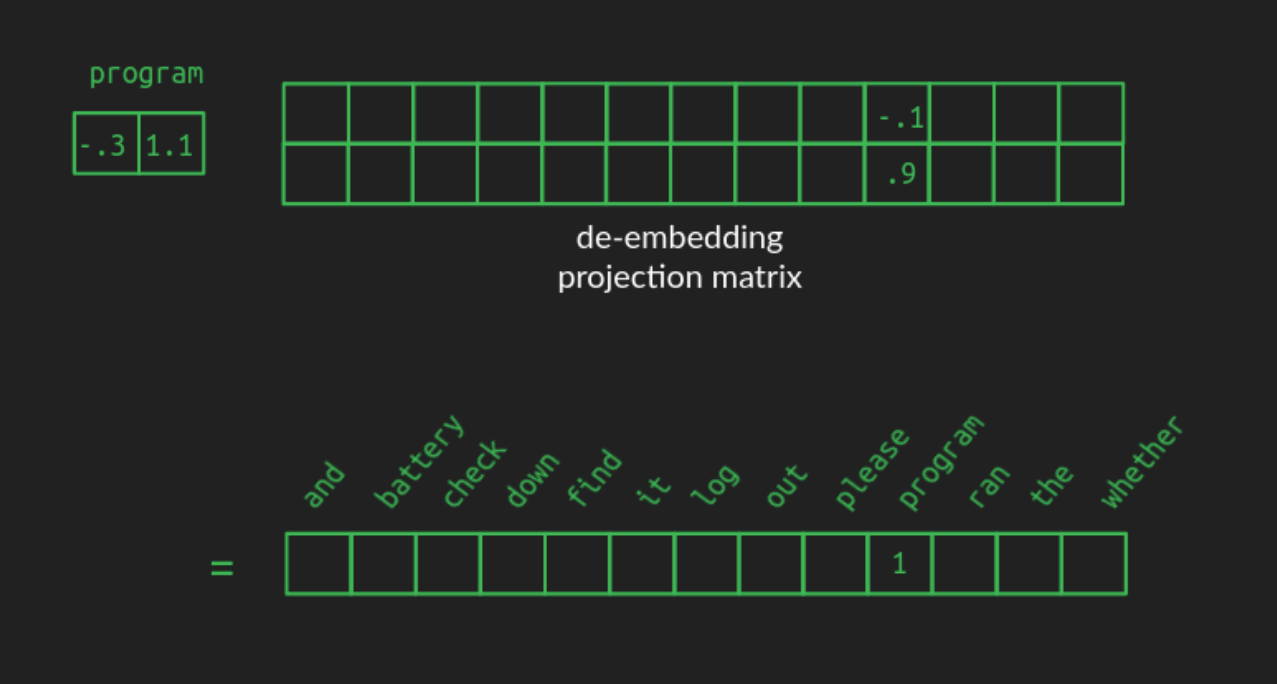 program
-.3 1.1
-.1
.9
de-embedding
projection matrix
and battery check down find it log out please program ran the whether
= 1